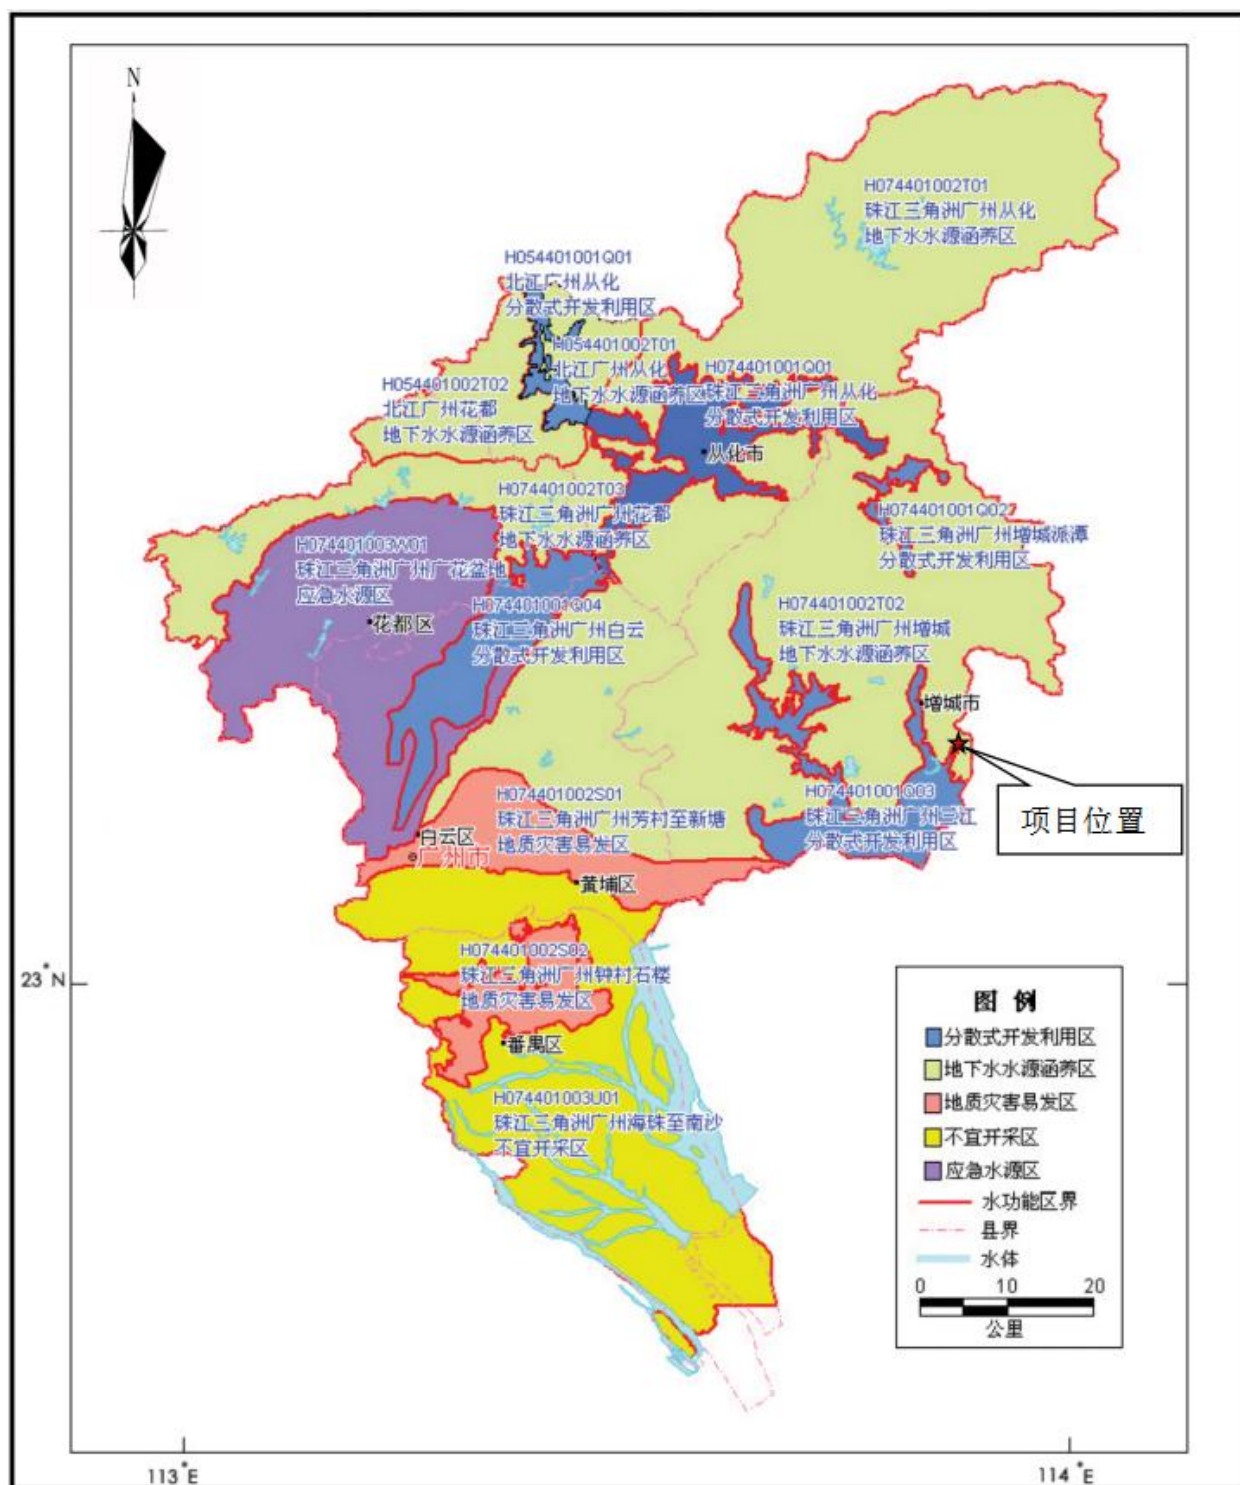 N
H074401002T01
珠江三角洲广州从化
地下水水源涵养区
H054401001Q01
北江广州从化
分散式开发利用区
H054401002T01
北江广州从化
地下水水源涵养区
H074401001Q01
珠江三角洲广州从化
分散式开发利用区
H054401002T02
北江广州花都
地下水水源涵养区
从化市
H074401002T03
珠江三角洲广州花都
地下水水源涵养区
H074401001Q02
珠江三角洲广州增城派潭
分散式开发利用区
H074401003W01
珠江三角洲广州广花盆地
应急水源区
花都区
H074401001Q04
珠江三角洲广州白云
分散式开发利用区
H074401002T02
珠江三角洲广州增城
地下水水源涵养区
增城市
H074401002S01
珠江三角洲广州芳村至新塘
地质灾害易发区
H074401001Q03
珠江三角洲广州三江
分散式开发利用区
项目位置
白云区
广州市
黄埔区
H074401002S02
珠江三角洲广州钟村石楼
地质灾害易发区
23°N
番禺区
H074401003U01
珠江三角洲广州海珠至南沙
不宜开采区
图 例
分散式开发利用区
地下水水源涵养区
地质灾害易发区
不宜开采区
应急水源区
水功能区界
县界
水体
0 10 20
公里
113°E
114°E